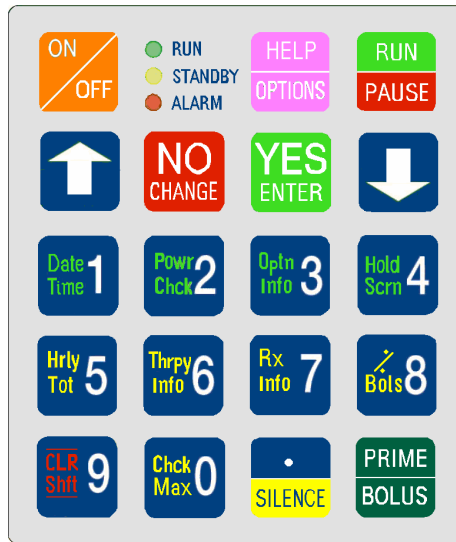 ON
OFF
RUN
STANDBY
ALARM
HELP
OPTIONS
RUN
PAUSE
NO
CHANGE
YES
ENTER
Date
Time 1
Powr
Chck 2
Optn
Info 3
Hold
Scrn 4
Hrly
Tot 5
Thrpy
Info 6
Rx
Info 7
٪
Bols 8
CLR
Shft 9
Chck
Max 0
.
SILENCE
PRIME
BOLUS